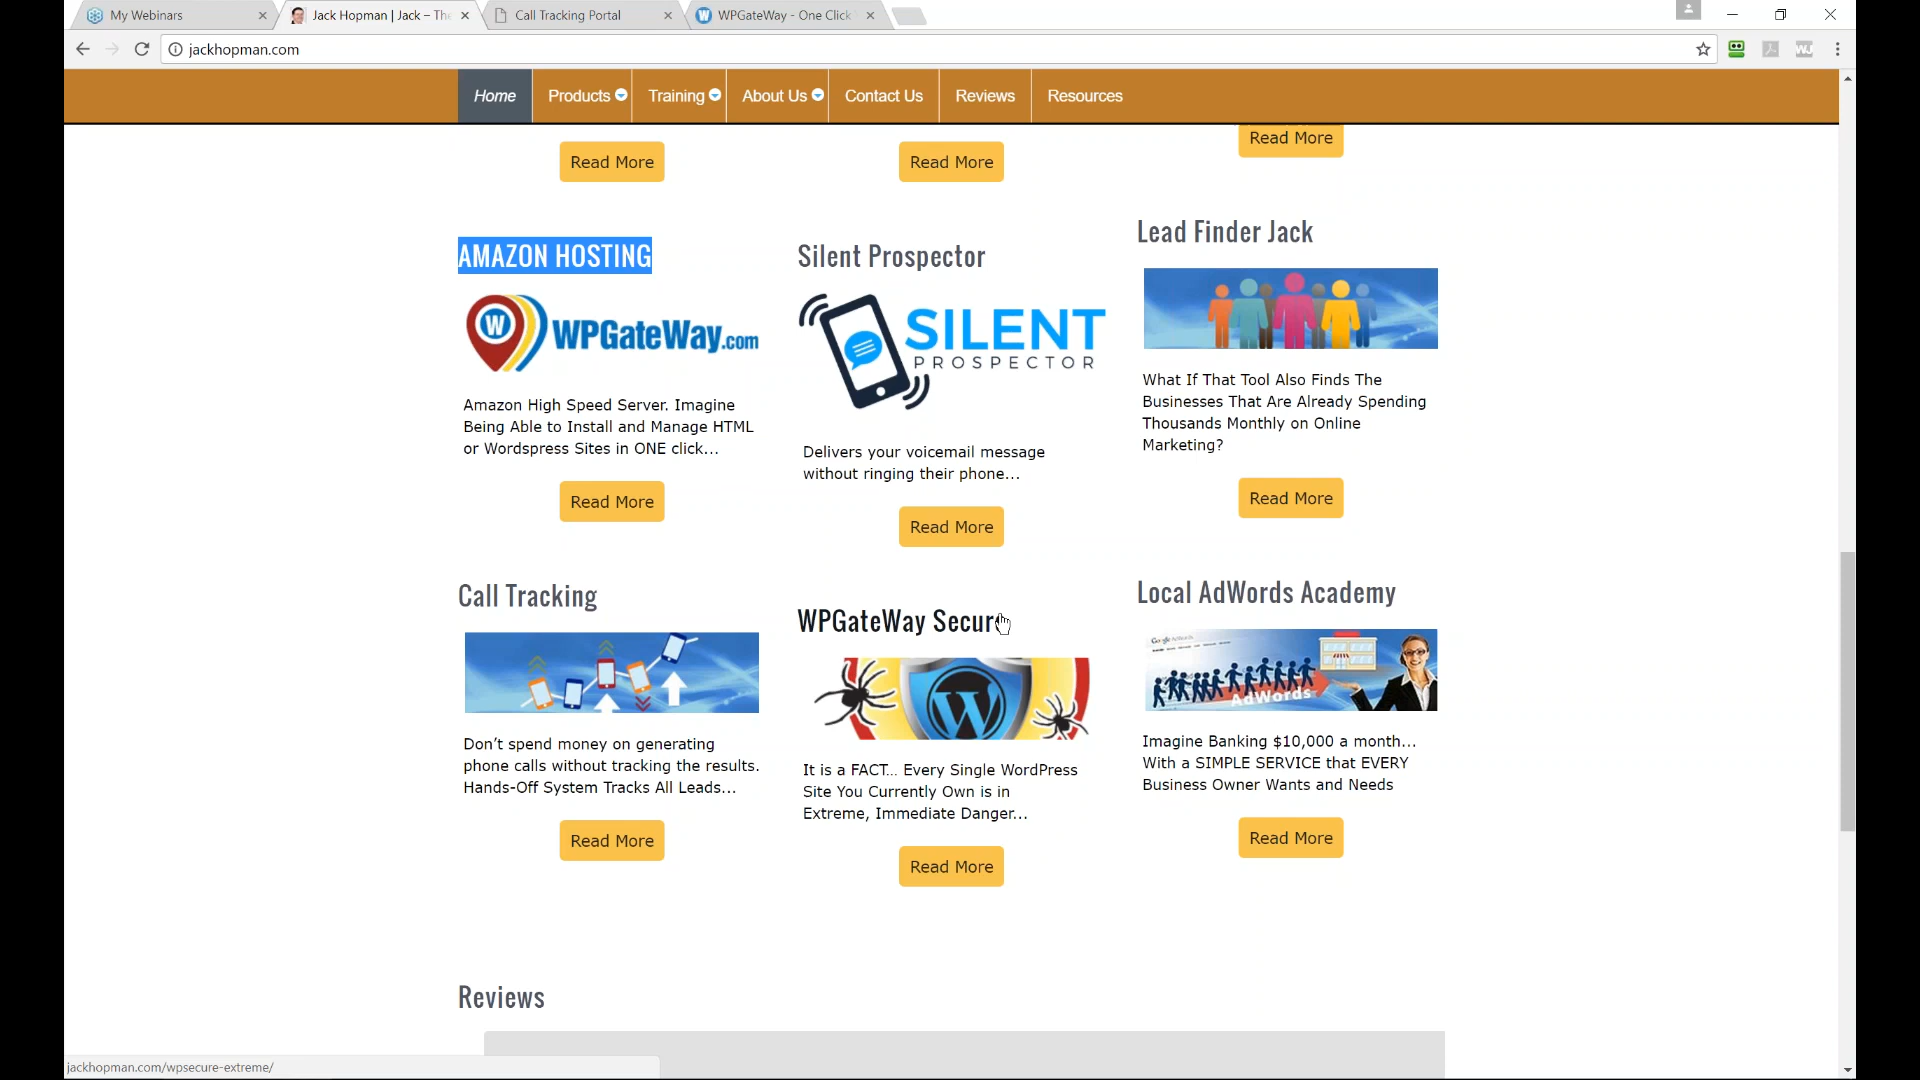 My Webinars
Jack Hopman | Jack – The
Call Tracking Portal
WPGateWay - One Click
jackhopman.com
Home
Products
Training
About Us
Contact Us
Reviews
Resources
Read More
Read More
Read More
AMAZON HOSTING
W
WPGateWay.com
Amazon High Speed Server. Imagine
Being Able to Install and Manage HTML
or Wordspress Sites in ONE click...
Read More
Silent Prospector
SILENT
PROSPECTOR
Delivers your voicemail message
without ringing their phone...
Read More
Lead Finder Jack
What If That Tool Also Finds The
Businesses That Are Already Spending
Thousands Monthly on Online
Marketing?
Read More
Call Tracking
Don’t spend money on generating
phone calls without tracking the results.
Hands-Off System Tracks All Leads...
Read More
WPGateWay Secure
It is a FACT... Every Single WordPress
Site You Currently Own is in
Extreme, Immediate Danger...
Read More
Local AdWords Academy
Google AdWords
AdWords
Imagine Banking $10,000 a month...
With a SIMPLE SERVICE that EVERY
Business Owner Wants and Needs
Read More
Reviews
jackhopman.com/wpsecure-extreme/